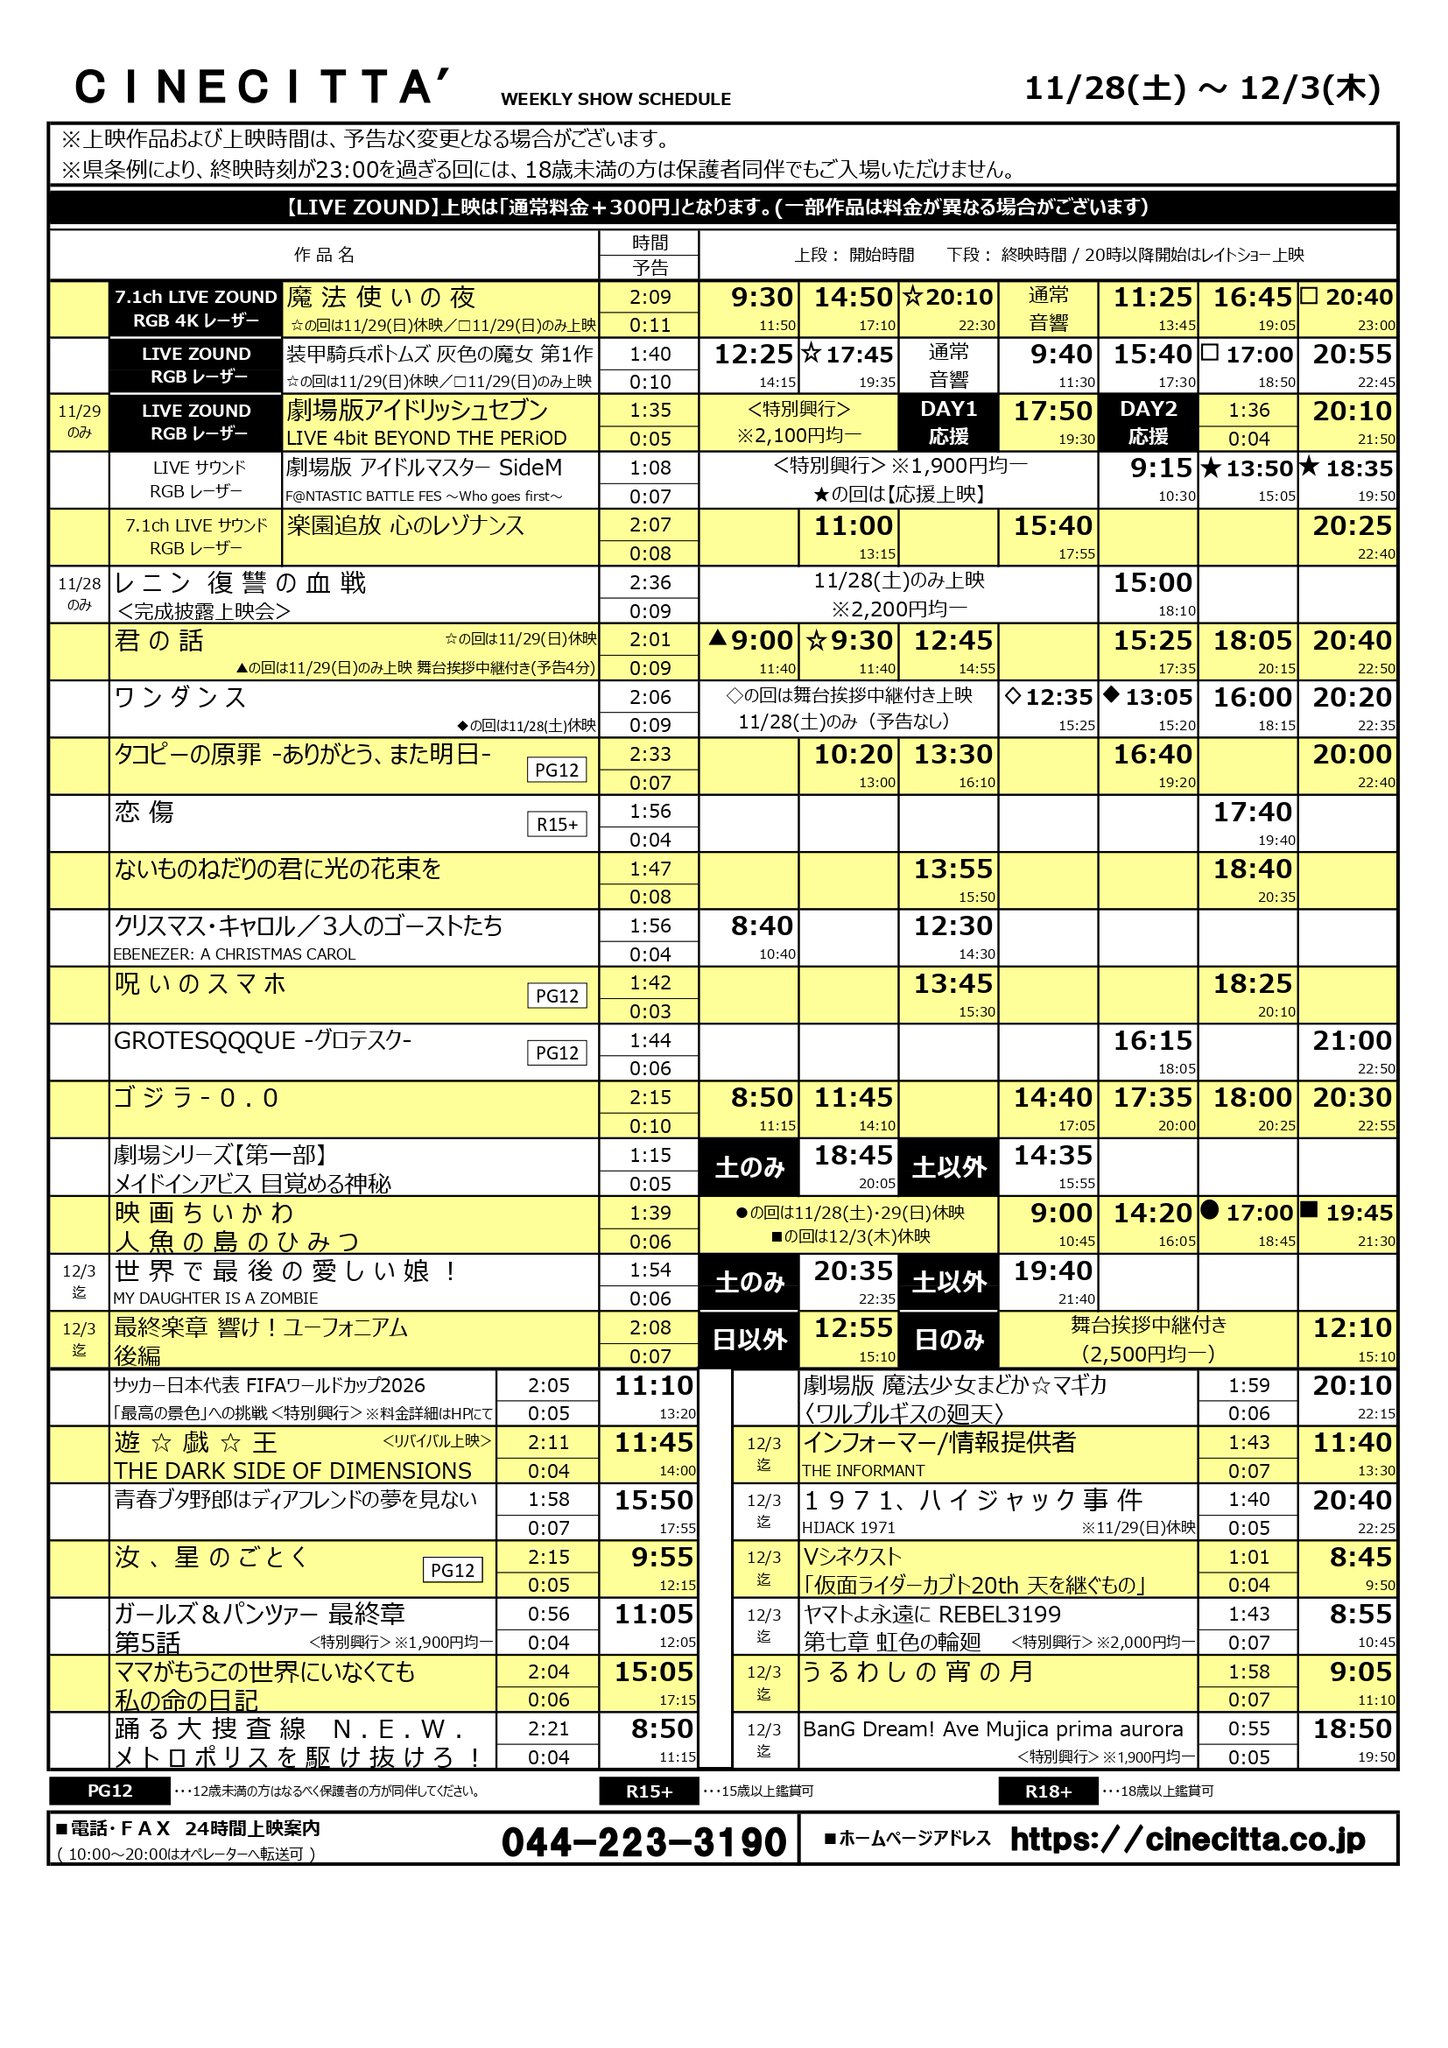 CINECITTA′ WEEKLY SHOW SCHEDULE 11/28(土) ～ 12/3(木)
※上映作品および上映時間は、予告なく変更となる場合がございます。
※県条例により、終映時刻が23:00を過ぎる回には、18歳未満の方は保護者同伴でもご入場いただけません。
【LIVE ZOUND】上映は「通常料金＋300円」となります。(一部作品は料金が異なる場合がございます)
作 品 名 時間 上段： 開始時間 下段： 終映時間 / 20時以降開始はレイトショー上映
予告
7.1ch LIVE ZOUND 魔 法 使 い の 夜 2:09 9:30 14:50 ☆20:10 通常 11:25 16:45 □ 20:40
RGB 4K レーザー ☆の回は11/29(日)休映／□11/29(日)のみ上映 0:11 11:50 17:10 22:30 音響 13:45 19:05 23:00
LIVE ZOUND 装甲騎兵ボトムズ 灰色の魔女 第1作 1:40 12:25 ☆17:45 通常 9:40 15:40 □ 17:00 20:55
RGB レーザー ☆の回は11/29(日)休映／□11/29(日)のみ上映 0:10 14:15 19:35 音響 11:30 17:30 18:50 22:45
11/29 LIVE ZOUND 劇場版アイドリッシュセブン 1:35 ＜特別興行＞ DAY1 17:50 DAY2 1:36 20:10
のみ RGB レーザー LIVE 4bit BEYOND THE PERiOD 0:05 ※2,100円均一 応援 19:30 応援 0:04 21:50
LIVE サウンド 劇場版 アイドルマスター SideM 1:08 ＜特別興行＞ ※1,900円均一 9:15 ★13:50 ★ 18:35
RGB レーザー F@NTASTIC BATTLE FES ～Who goes first～ 0:07 ★の回は【応援上映】 10:30 15:05 19:50
7.1ch LIVE サウンド 楽園追放 心のレゾナンス 2:07 11:00 15:40 20:25
RGB レーザー 0:08 13:15 17:55 22:40
11/28 レ ニ ン 復 讐 の 血 戦 2:36 11/28(土)のみ上映 15:00
のみ ＜完成披露上映会＞ 0:09 ※2,200円均一 18:10
君 の 話 ☆の回は11/29(日)休映 2:01 ▲9:00 ☆9:30 12:45 15:25 18:05 20:40
▲の回は11/29(日)のみ上映 舞台挨拶中継付き(予告4分) 0:09 11:40 11:40 14:55 17:35 20:15 22:50
ワ ン ダ ン ス 2:06 ◇の回は舞台挨拶中継付き上映 ◇12:35 ◆13:05 16:00 20:20
◆の回は11/28(土)休映 0:09 11/28(土)のみ（予告なし） 15:25 15:20 18:15 22:35
タコピーの原罪 -ありがとう、また明日- PG12 2:33 10:20 13:30 16:40 20:00
0:07 13:00 16:10 19:20 22:40
恋 傷 R15+ 1:56 17:40
0:04 19:40
ないものねだりの君に光の花束を 1:47 13:55 18:40
0:08 15:50 20:35
クリスマス・キャロル／3人のゴーストたち 1:56 8:40 12:30
EBENEZER: A CHRISTMAS CAROL 0:04 10:40 14:30
呪 い の ス マ ホ PG12 1:42 13:45 18:25
0:03 15:30 20:10
GROTESQQQUE -グロテスク- PG12 1:44 16:15 21:00
0:06 18:05 22:50
ゴ ジ ラ - 0 . 0 2:15 8:50 11:45 14:40 17:35 18:00 20:30
0:10 11:15 14:10 17:05 20:00 20:25 22:55
劇場シリーズ【第一部】 1:15 土のみ 18:45 土以外 14:35
メイドインアビス 目覚める神秘 0:05 20:05 15:55
映 画 ち い か わ 1:39 ●の回は11/28(土)・29(日)休映 9:00 14:20 ● 17:00 ■ 19:45
人 魚 の 島 の ひ み つ 0:06 ■の回は12/3(木)休映 10:45 16:05 18:45 21:30
12/3 世 界 で 最 後 の 愛 し い 娘 ！ 1:54 土のみ 20:35 土以外 19:40
迄 MY DAUGHTER IS A ZOMBIE 0:06 22:35 21:40
12/3 最終楽章 響け！ユーフォニアム 2:08 日以外 12:55 日のみ 舞台挨拶中継付き 12:10
迄 後編 0:07 15:10 （2,500円均一） 15:10
サッカー日本代表 FIFAワールドカップ2026 2:05 11:10 劇場版 魔法少女まどか☆マギカ 1:59 20:10
「最高の景色」への挑戦 ＜特別興行＞ ※料金詳細はHPにて 0:05 13:20 〈ワルプルギスの廻天〉 0:06 22:15
遊 ☆ 戯 ☆ 王 ＜リバイバル上映＞ 2:11 11:45 12/3 インフォーマー/情報提供者 1:43 11:40
THE DARK SIDE OF DIMENSIONS 0:04 14:00 迄 THE INFORMANT 0:07 13:30
青春ブタ野郎はディアフレンドの夢を見ない 1:58 15:50 12/3 1 9 7 1、ハ イ ジ ャ ッ ク 事 件 1:40 20:40
0:07 17:55 迄 HIJACK 1971 ※11/29(日)休映 0:05 22:25
汝 、星 の ご と く PG12 2:15 9:55 12/3 Vシネクスト 1:01 8:45
0:05 12:15 迄 「仮面ライダーカブト20th 天を継ぐもの」 0:04 9:50
ガールズ＆パンツァー 最終章 0:56 11:05 12/3 ヤマトよ永遠に REBEL3199 1:43 8:55
第5話 ＜特別興行＞ ※1,900円均一 0:04 12:05 迄 第七章 虹色の輪廻 ＜特別興行＞ ※2,000円均一 0:07 10:45
ママがもうこの世界にいなくても 2:04 15:05 12/3 う る わ し の 宵 の 月 1:58 9:05
私の命の日記 0:06 17:15 迄 0:07 11:10
踊 る 大 捜 査 線 N . E . W . 2:21 8:50 12/3 BanG Dream! Ave Mujica prima aurora 0:55 18:50
メ ト ロ ポ リ ス を 駆 け 抜 け ろ ！ 0:04 11:15 迄 ＜特別興行＞ ※1,900円均一 0:05 19:50
PG12 ・・・12歳未満の方はなるべく保護者の方が同伴してください。 R15+ ・・・15歳以上鑑賞可 R18+ ・・・18歳以上鑑賞可
■電話・ＦＡＸ 24時間上映案内 044-223-3190 ■ホームページアドレス https://cinecitta.co.jp
( 10:00～20:00はオペレーターへ転送可 )